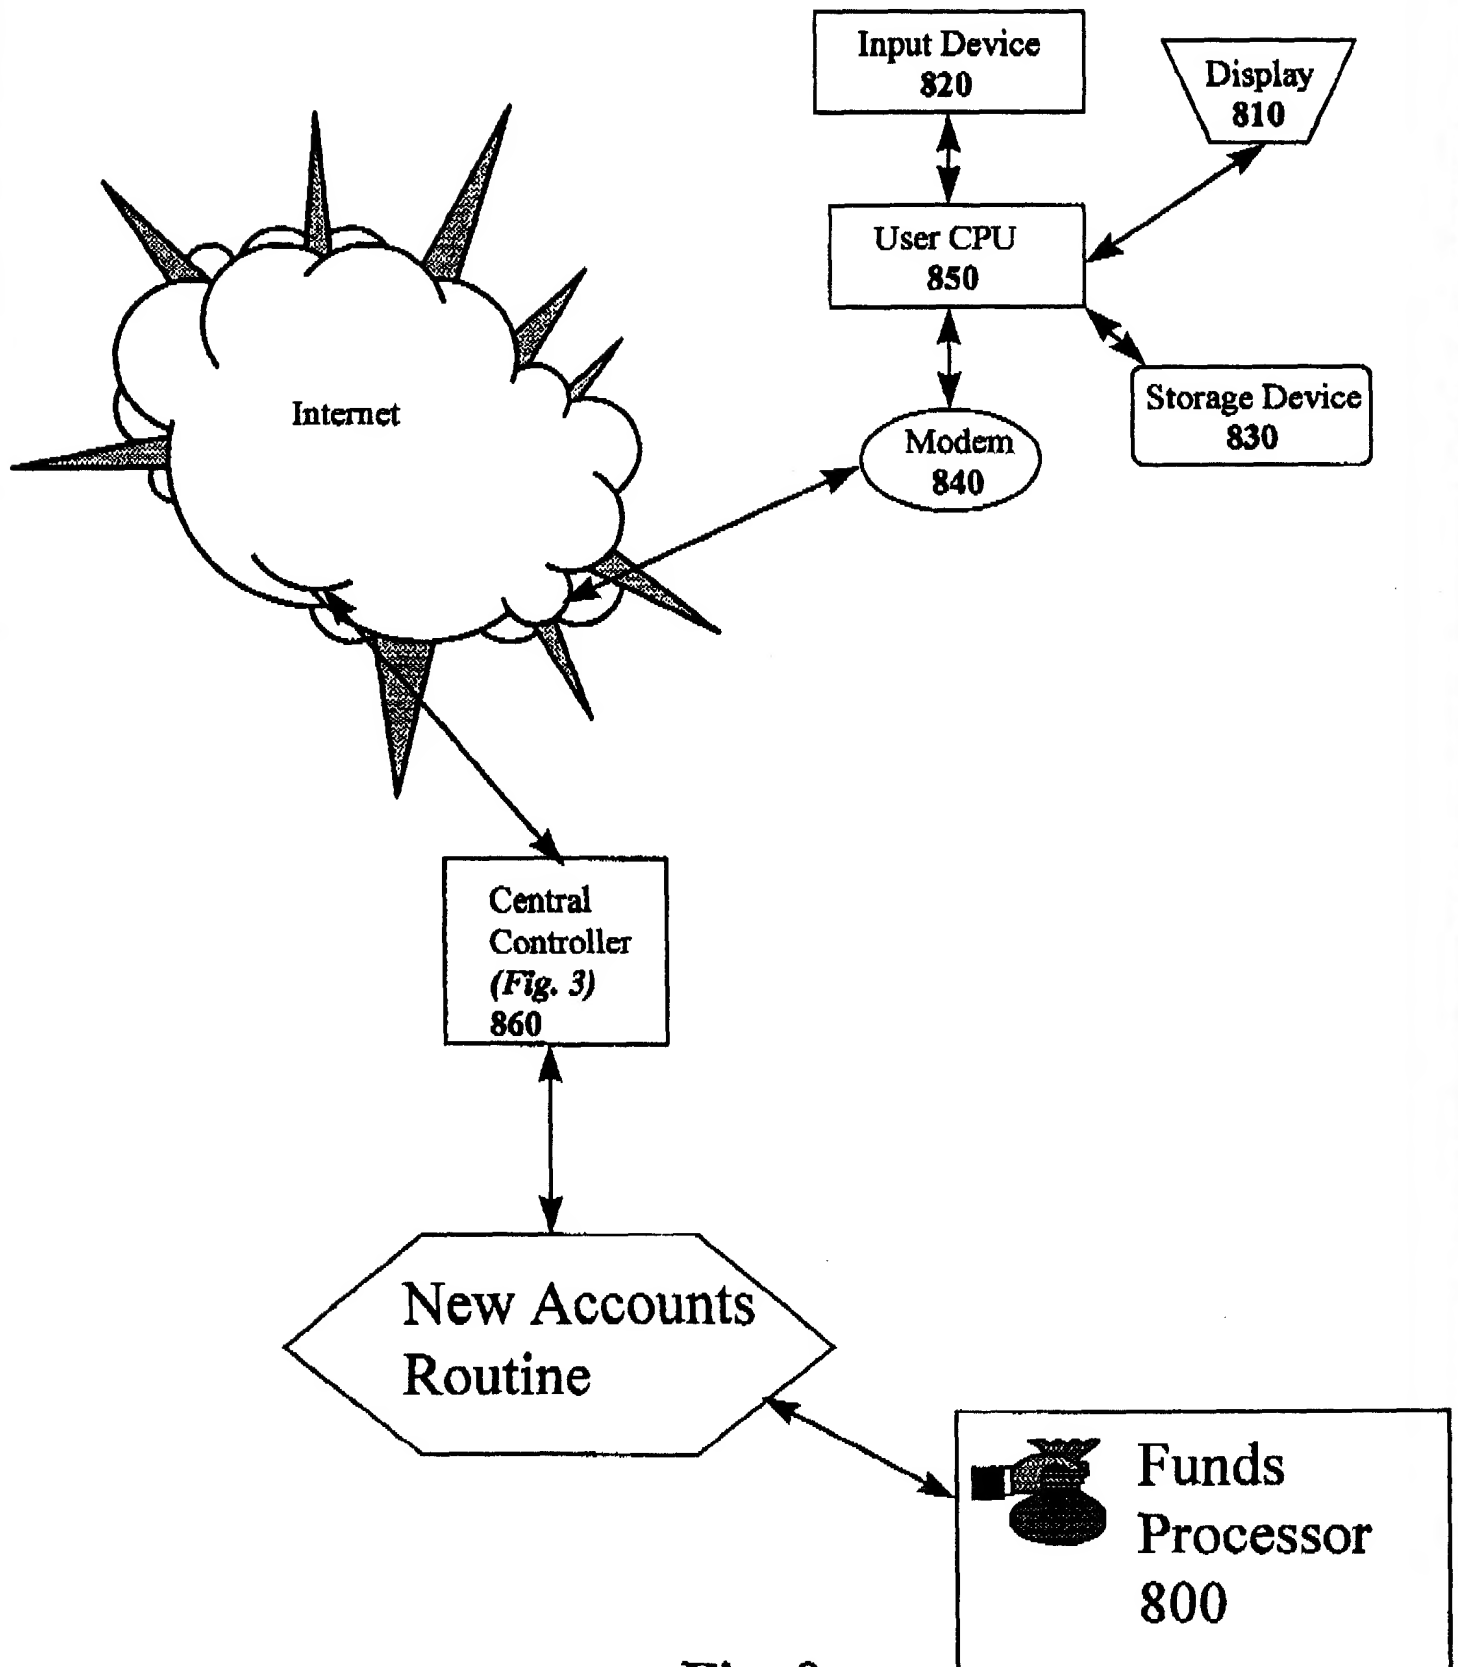 Input Device
820
Display
810
User CPU
850
Storage Device
830
Internet
Modem
840
Central
Controller
(Fig. 3)
860
New Accounts
Routine
Funds
Processor
800